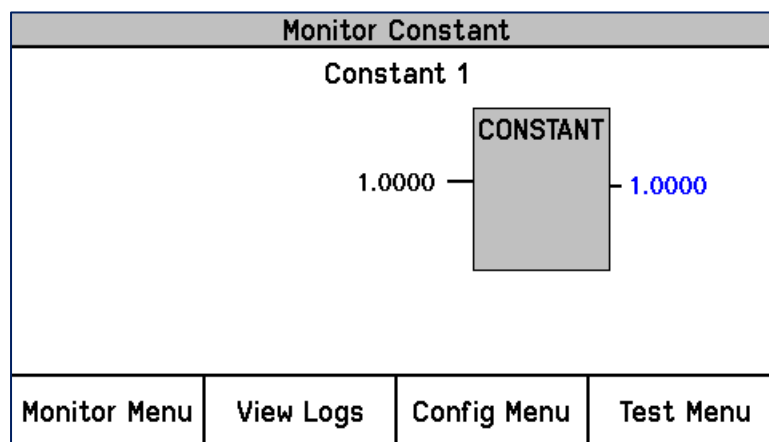 Monitor Constant
Constant 1
CONSTANT
1.0000
1.0000
Monitor Menu
View Logs
Config Menu
Test Menu